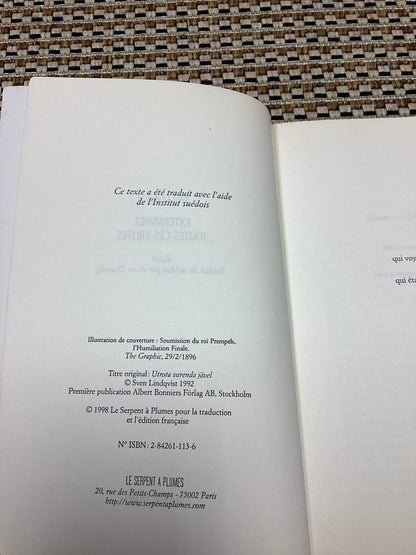 Ce texte a été traduit avec l'aide
de l'Institut suédois
EXTERMINEZ
TOUTES CES BRUTES
Illustration de couverture : Soumission du roi Prempeh,
l'Humiliation Finale.
The Graphic, 29/2/1896
Titre original : Utrota varenda jävel
© Sven Lindqvist 1992
Première publication Albert Bonniers Förlag AB, Stockholm
© 1998 Le Serpent à Plumes pour la traduction
et l'édition française
N° ISBN : 2-84261-113-6
LE SERPENT A PLUMES
20, rue des Petits-Champs - 75002 Paris
http://www.serpentaplumes.com
qui voy
qui éta